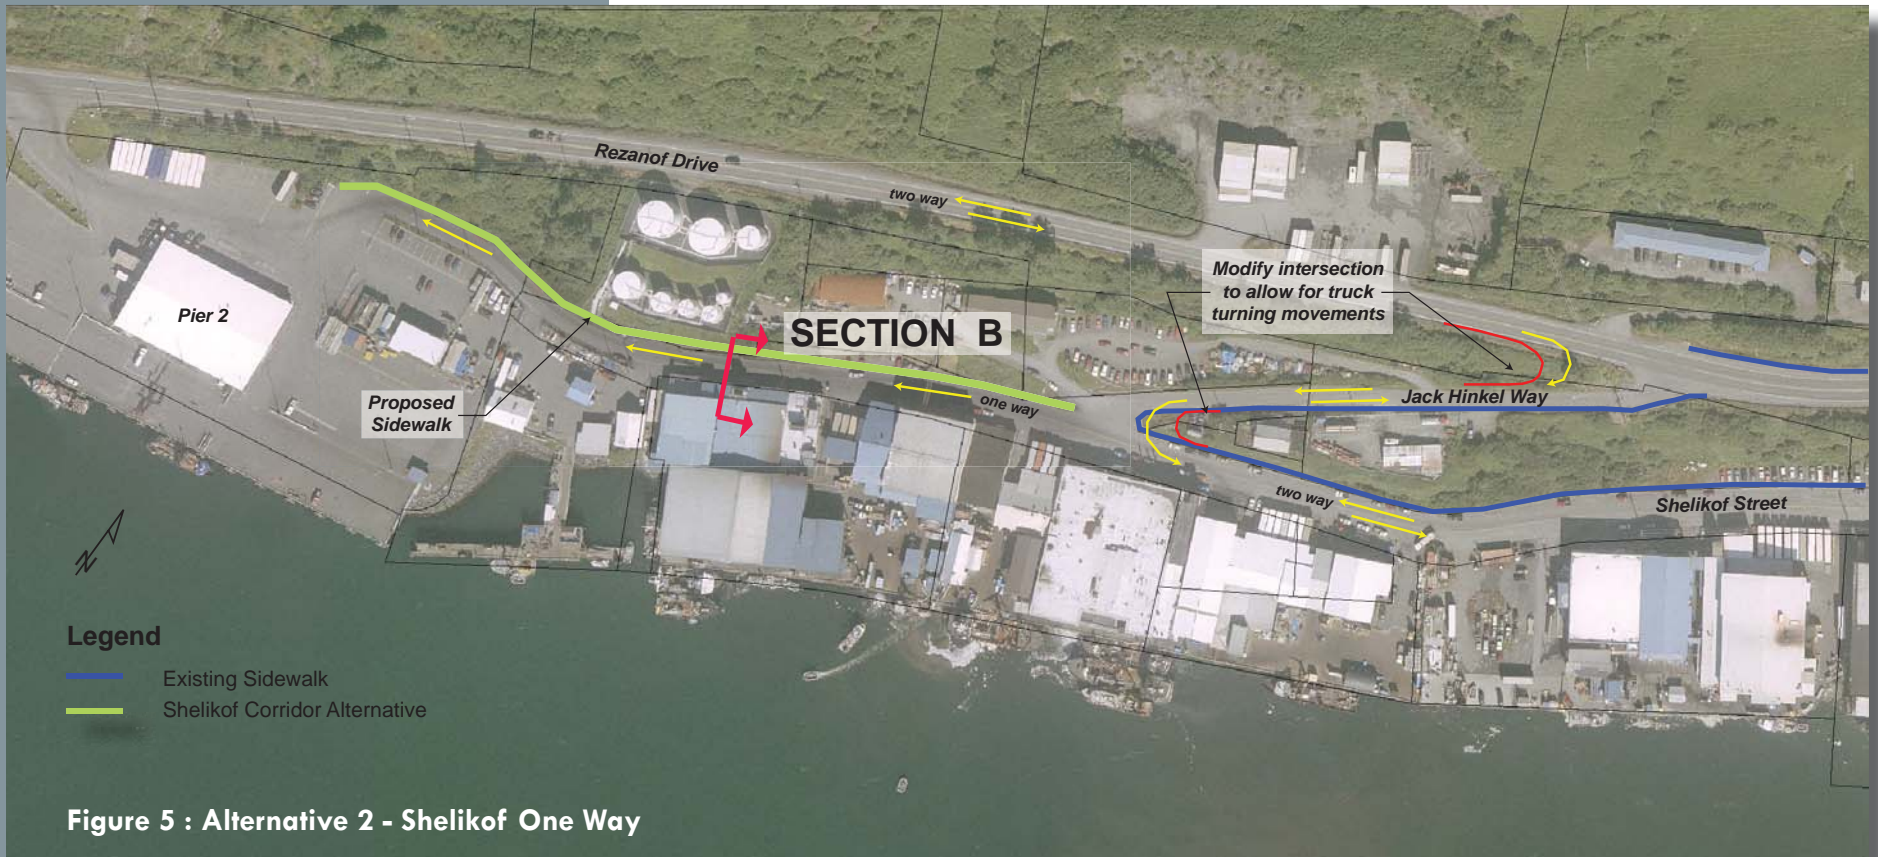 Rezanof Drive
two way
Modify intersection
to allow for truck
turning movements
Pier 2
SECTION B
Proposed
Sidewalk
one way
Jack Hinkel Way
two way
Shelikof Street
N
Legend
Existing Sidewalk
Shelikof Corridor Alternative
Figure 5 : Alternative 2 - Shelikof One Way